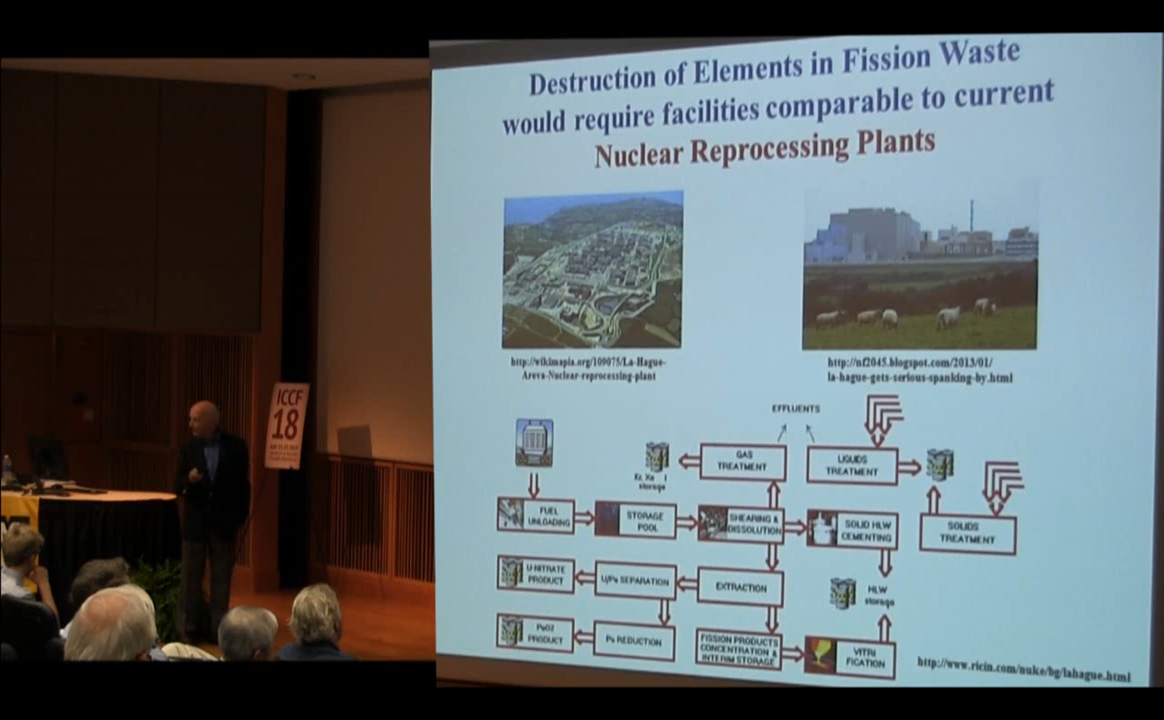 Destruction of Elements in Fission Waste
would require facilities comparable to current
Nuclear Reprocessing Plants
http://wikimapia.org/109075/La-Hague-
Areva-Nuclear-reprocessing-plant
http://nf2045.blogspot.com/2013/01/
la-hague-gets-serious-spanking-by.html
ICCF
18
EFFLUENTS
GAS
TREATMENT
LIQUIDS
TREATMENT
storage
FUEL
UNLOADING
STORAGE
POOL
SHEARING &
DISSOLUTION
SOLID HLW
CEMENTING
SOLIDS
TREATMENT
U-NITRATE
PRODUCT
U/Pu SEPARATION
EXTRACTION
HLW
storage
PuO2
PRODUCT
Pu REDUCTION
FISSION PRODUCTS
CONCENTRATION &
INTERIM STORAGE
VITRI
FICATION
http://www.ricin.com/nuke/bg/lahague.html